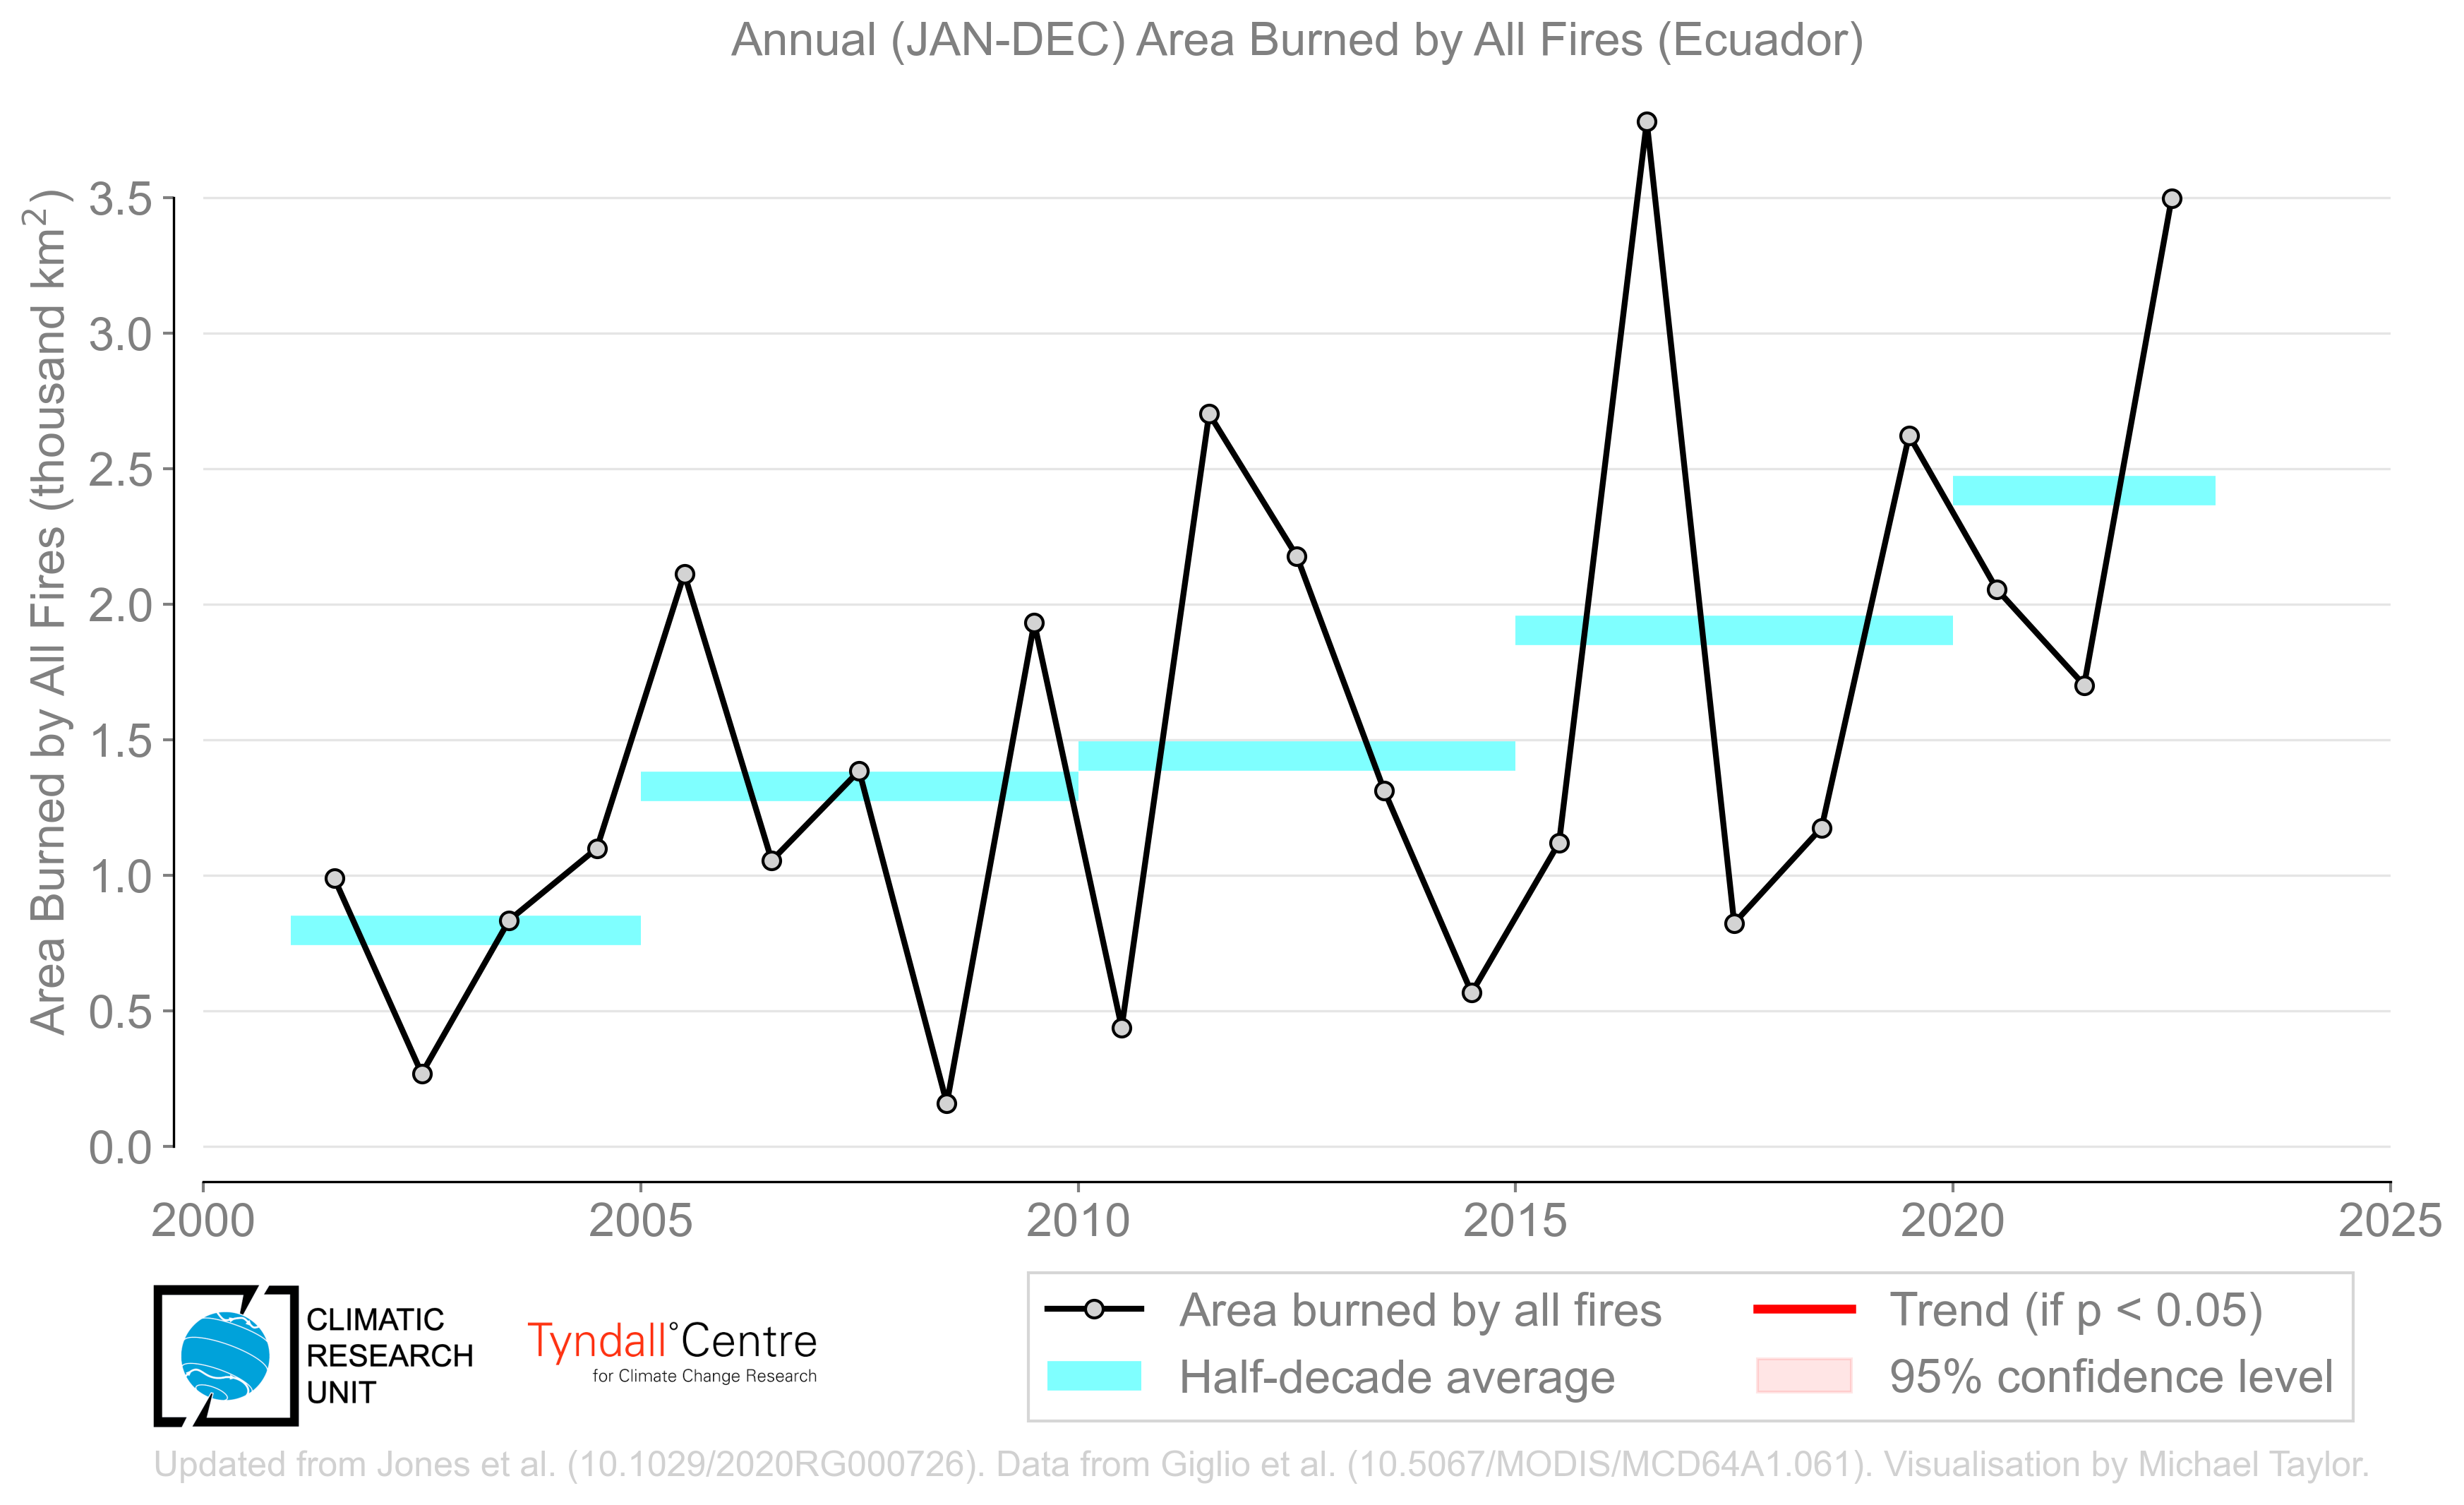 Annual (JAN-DEC) Area Burned by All Fires (Ecuador)
Area Burned by All Fires (thousand km²)
3.5
3.0
2.5
2.0
1.5
1.0
0.5
0.0
2000 2005 2010 2015 2020 2025
CLIMATIC
RESEARCH
UNIT
Tyndall°Centre
for Climate Change Research
Area burned by all fires
Half-decade average
Trend (if p < 0.05)
95% confidence level
Updated from Jones et al. (10.1029/2020RG000726). Data from Giglio et al. (10.5067/MODIS/MCD64A1.061). Visualisation by Michael Taylor.